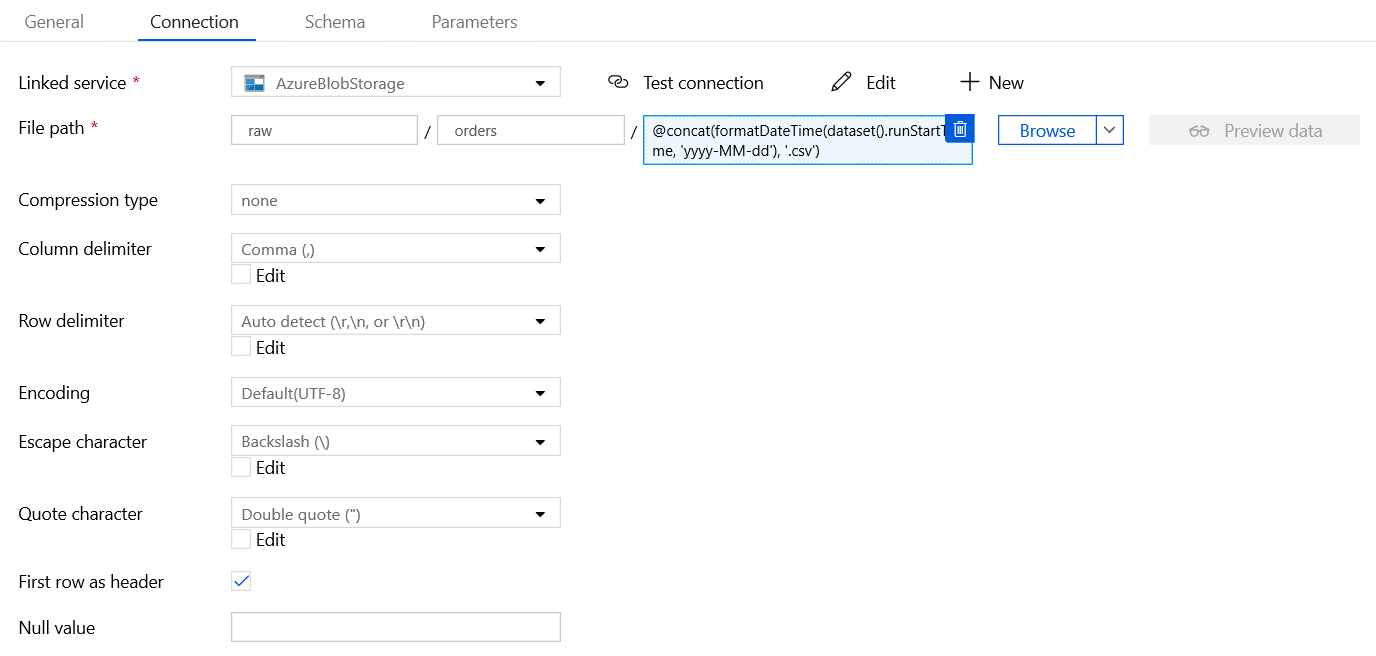 General Connection Schema Parameters
Linked service * AzureBlobStorage Test connection Edit New
File path * raw / orders / @concat(formatDateTime(dataset().runStartT
me, 'yyyy-MM-dd'), '.csv') Browse Preview data
Compression type none
Column delimiter Comma (,)
Edit
Row delimiter Auto detect (\r,\n, or \r\n)
Edit
Encoding Default(UTF-8)
Escape character Backslash (\)
Edit
Quote character Double quote (")
Edit
First row as header
Null value